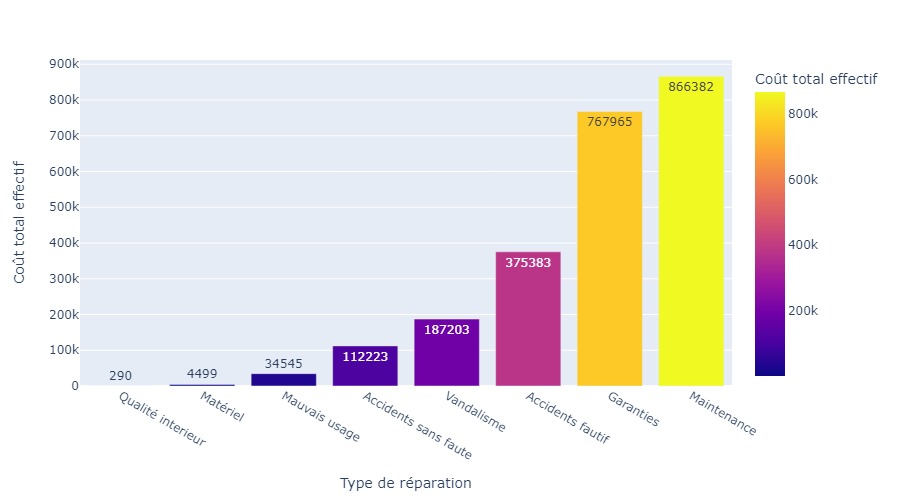 Coût total effectif
900k
800k
700k
600k
500k
400k
300k
200k
100k
0
290
4499
34545
112223
187203
375383
767965
866382
Qualité interieur
Matériel
Mauvais usage
Accidents sans faute
Vandalisme
Accidents fautif
Garanties
Maintenance
Type de réparation
Coût total effectif
800k
600k
400k
200k